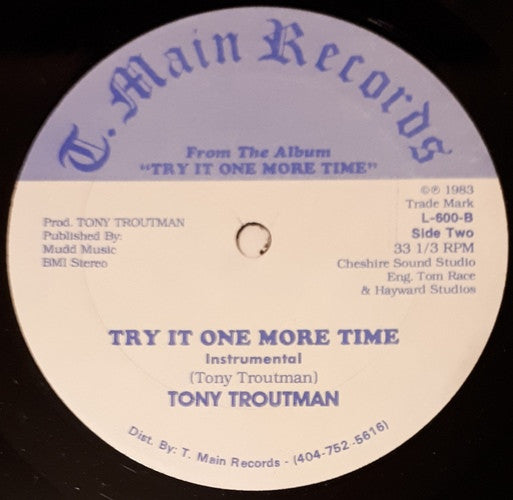 T. Main Records
From The Album
"TRY IT ONE MORE TIME"
Prod. TONY TROUTMAN
Published By:
Mudd Music
BMI Stereo
©℗ 1983
Trade Mark
L-600-B
Side Two
33 1/3 RPM
Cheshire Sound Studio
Eng. Tom Race
& Hayward Studios
TRY IT ONE MORE TIME
Instrumental
(Tony Troutman)
TONY TROUTMAN
Dist. By: T. Main Records - (404-752-5616)